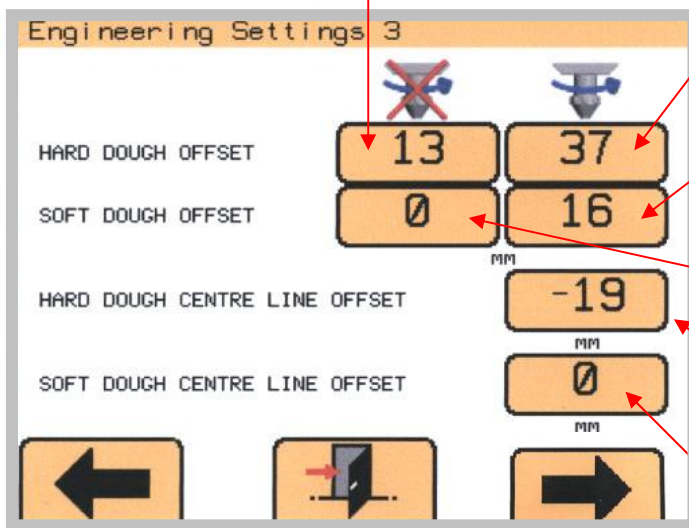 Engineering Settings 3
HARD DOUGH OFFSET 13 37
SOFT DOUGH OFFSET 0 16
MM
HARD DOUGH CENTRE LINE OFFSET -19
MM
SOFT DOUGH CENTRE LINE OFFSET 0
MM